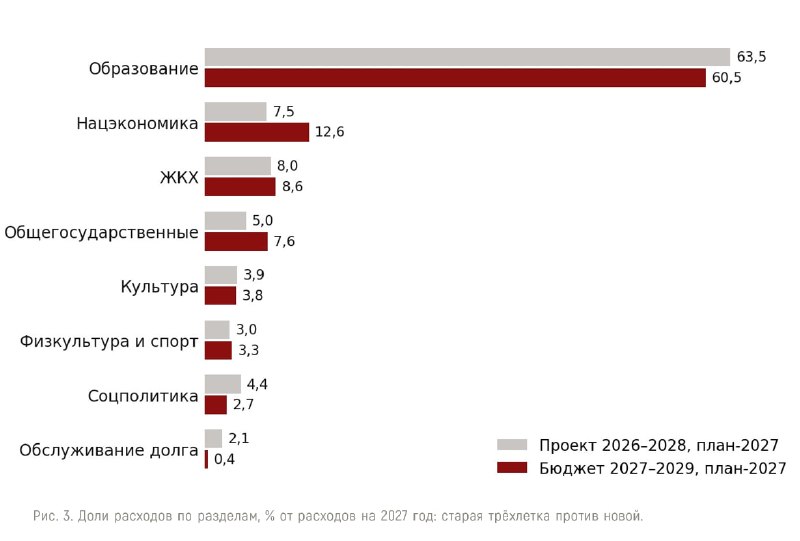 Образование
63,5
60,5
Нацэкономика
7,5
12,6
ЖКХ
8,0
8,6
Общегосударственные
5,0
7,6
Культура
3,9
3,8
Физкультура и спорт
3,0
3,3
Соцполитика
4,4
2,7
Обслуживание долга
2,1
0,4
Проект 2026–2028, план-2027
Бюджет 2027–2029, план-2027
Рис. 3. Доли расходов по разделам, % от расходов на 2027 год: старая трёхлетка против новой.